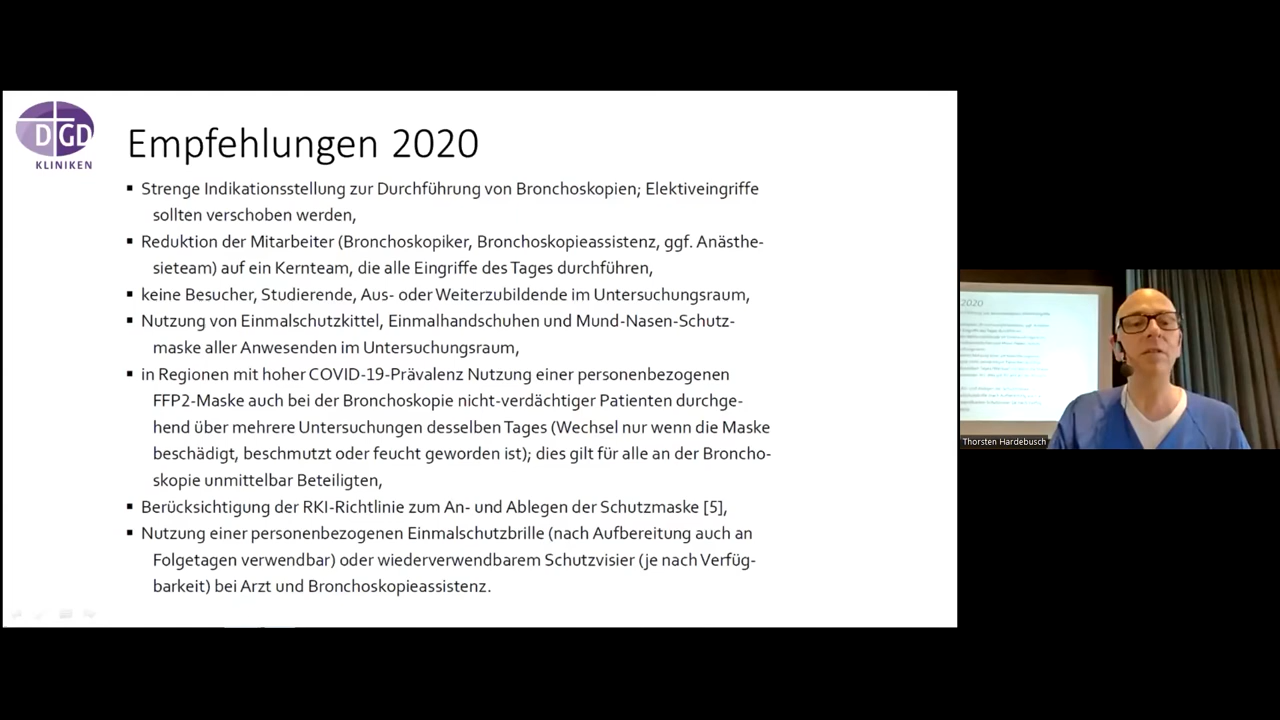 DGD
KLINIKEN
Empfehlungen 2020
▪ Strenge Indikationsstellung zur Durchführung von Bronchoskopien; Elektiveingriffe
sollten verschoben werden,
▪ Reduktion der Mitarbeiter (Bronchoskopiker, Bronchoskopieassistenz, ggf. Anästhe-
sieteam) auf ein Kernteam, die alle Eingriffe des Tages durchführen,
▪ keine Besucher, Studierende, Aus- oder Weiterzubildende im Untersuchungsraum,
▪ Nutzung von Einmalschutzkittel, Einmalhandschuhen und Mund-Nasen-Schutz-
maske aller Anwesenden im Untersuchungsraum,
▪ in Regionen mit hoher COVID-19-Prävalenz Nutzung einer personenbezogenen
FFP2-Maske auch bei der Bronchoskopie nicht-verdächtiger Patienten durchge-
hend über mehrere Untersuchungen desselben Tages (Wechsel nur wenn die Maske
beschädigt, beschmutzt oder feucht geworden ist); dies gilt für alle an der Broncho-
skopie unmittelbar Beteiligten,
▪ Berücksichtigung der RKI-Richtlinie zum An- und Ablegen der Schutzmaske [5],
▪ Nutzung einer personenbezogenen Einmalschutzbrille (nach Aufbereitung auch an
Folgetagen verwendbar) oder wiederverwendbarem Schutzvisier (je nach Verfüg-
barkeit) bei Arzt und Bronchoskopieassistenz.
2020
Thorsten Hardebusch